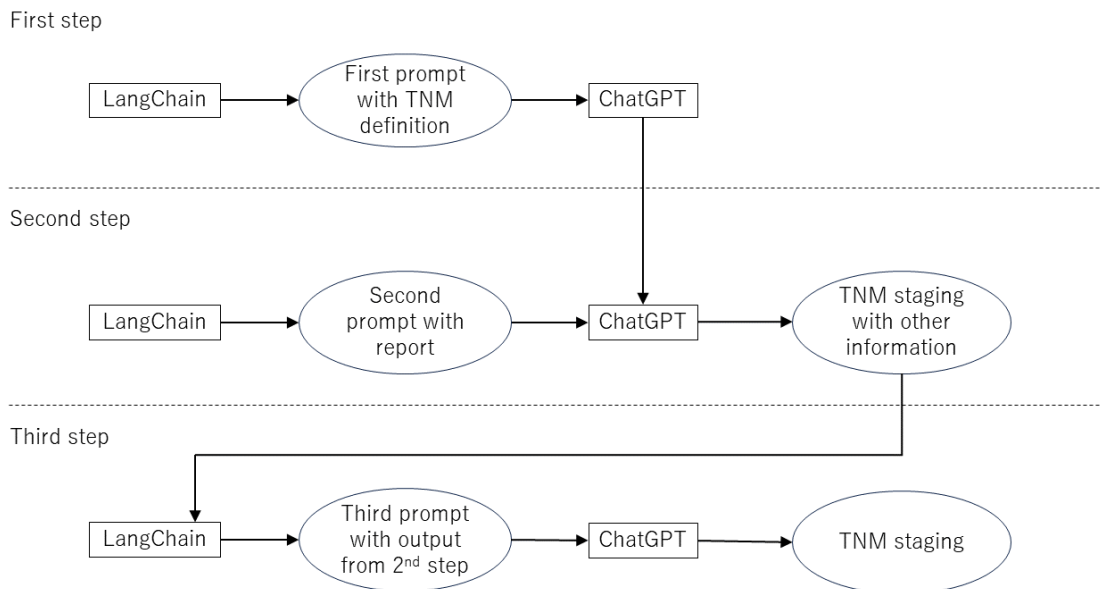 First step
LangChain
First prompt
with TNM
definition
ChatGPT
Second step
LangChain
Second
prompt with
report
ChatGPT
TNM staging
with other
information
Third step
LangChain
Third prompt
with output
from 2nd step
ChatGPT
TNM staging